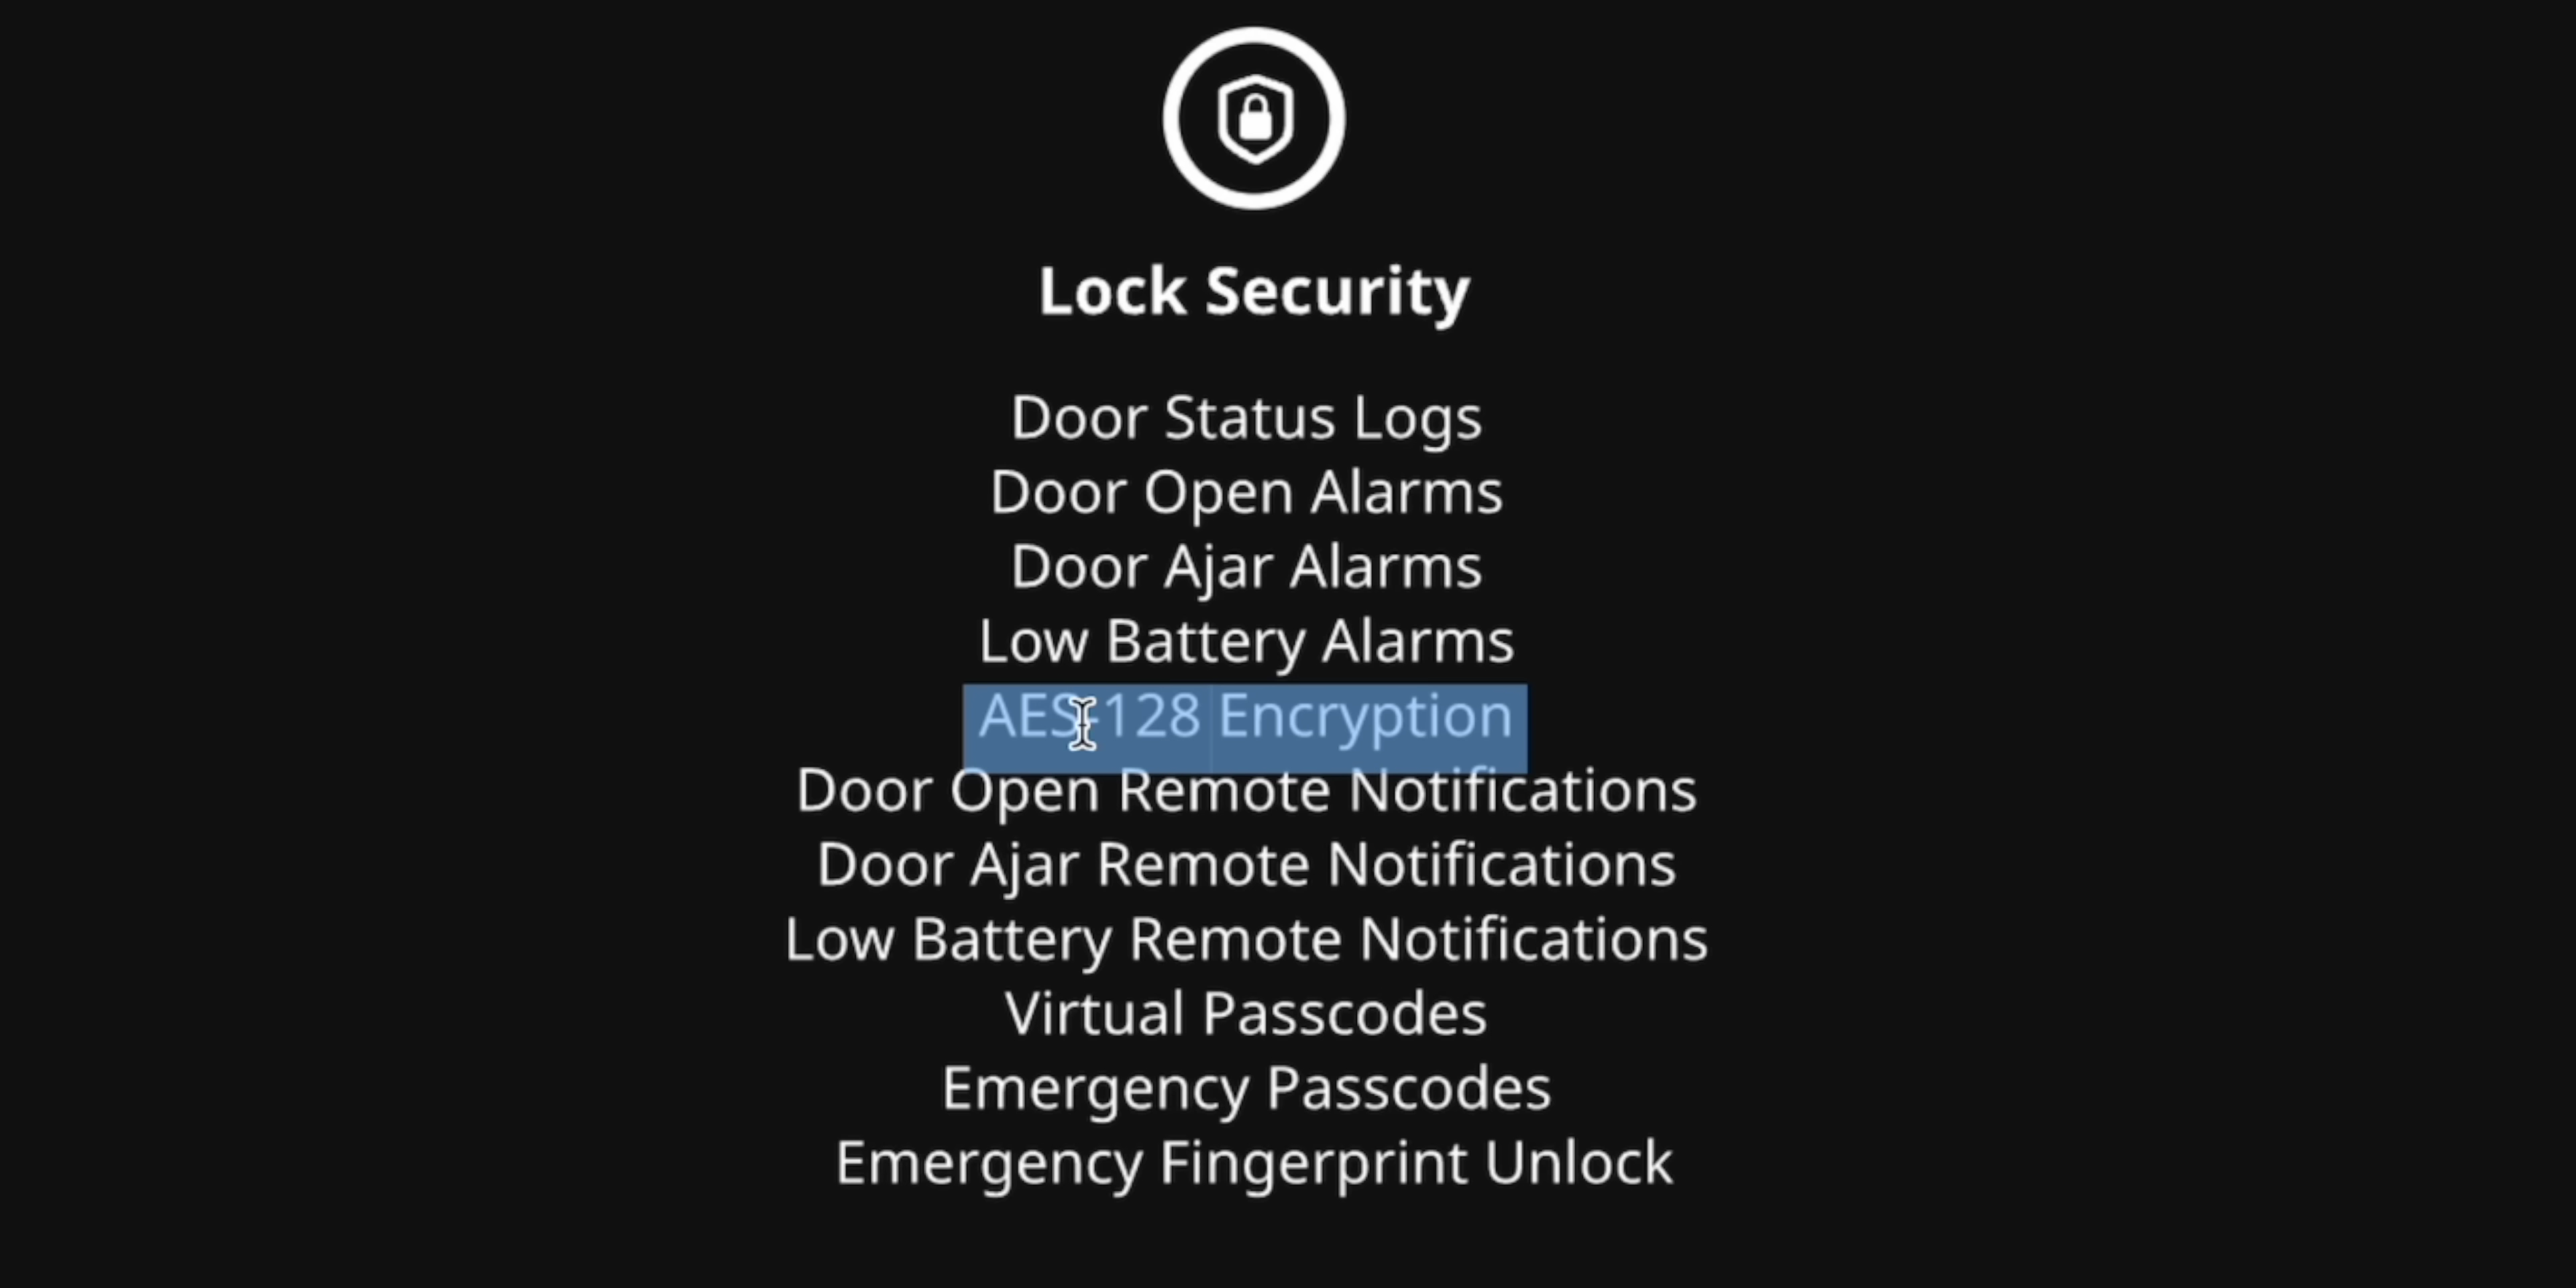 Lock Security
Door Status Logs
Door Open Alarms
Door Ajar Alarms
Low Battery Alarms
AES-128 Encryption
Door Open Remote Notifications
Door Ajar Remote Notifications
Low Battery Remote Notifications
Virtual Passcodes
Emergency Passcodes
Emergency Fingerprint Unlock